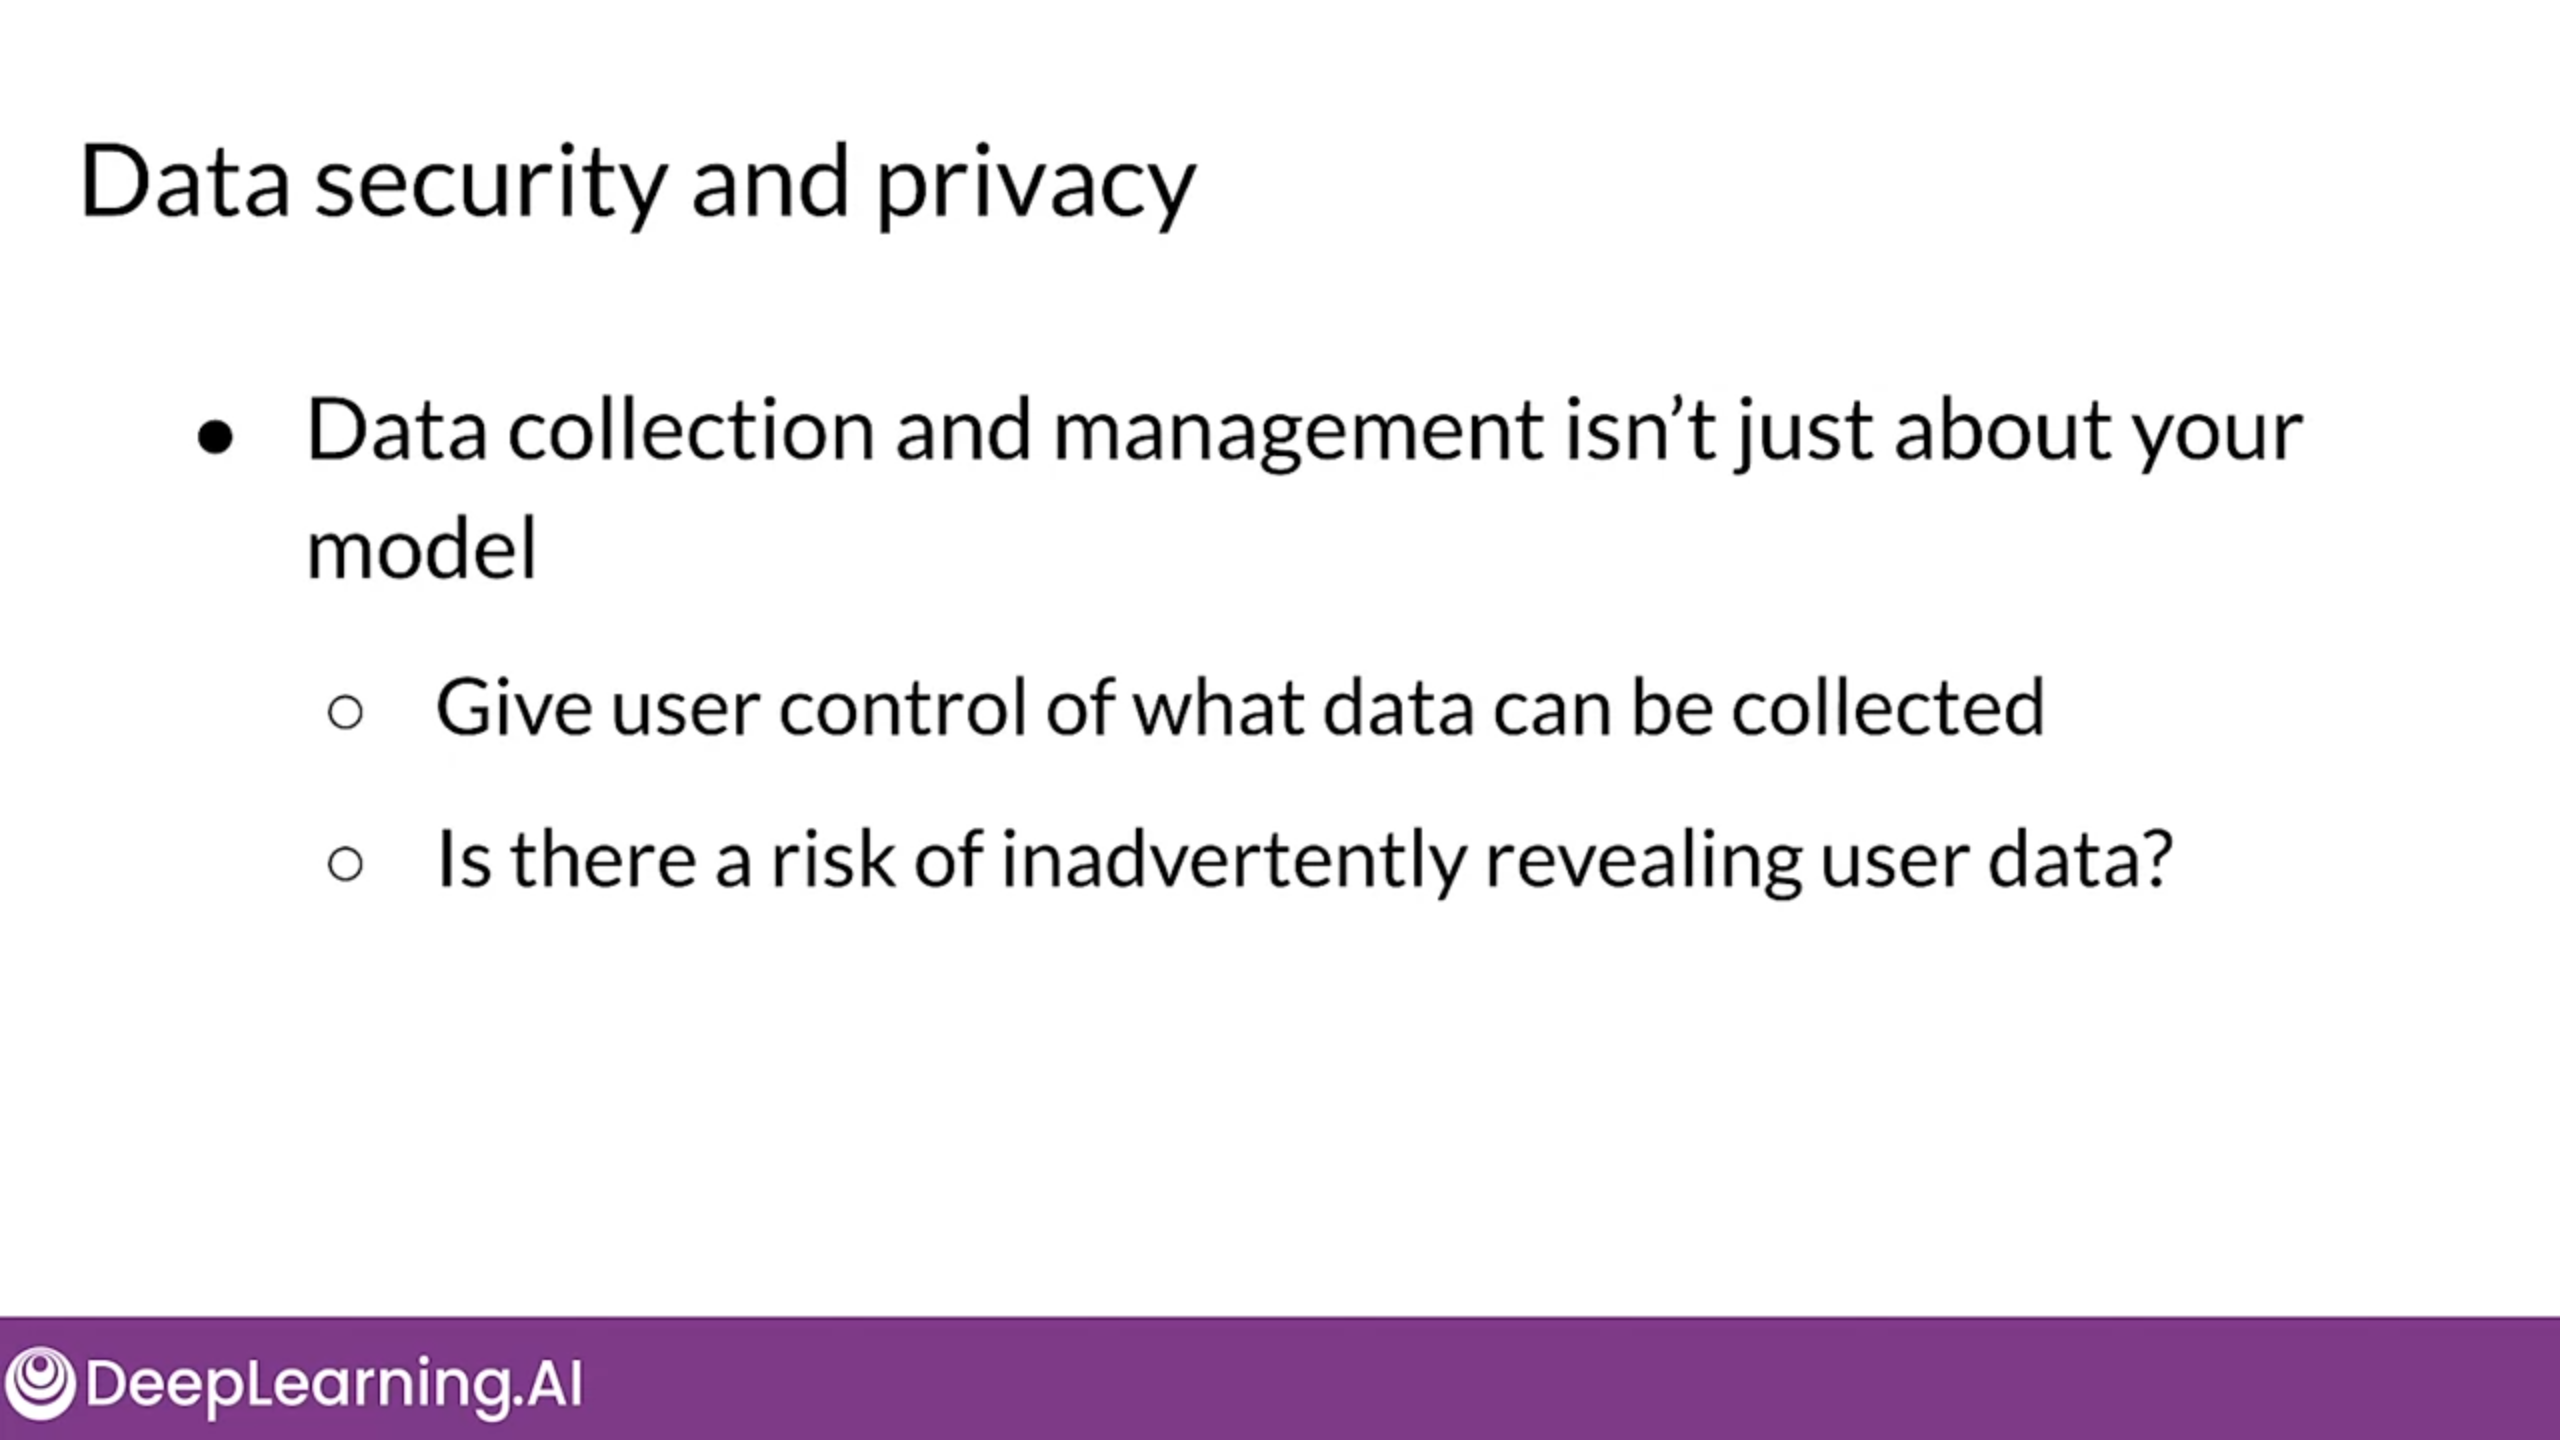 Data security and privacy
● Data collection and management isn’t just about your
model
○ Give user control of what data can be collected
○ Is there a risk of inadvertently revealing user data?
DeepLearning.AI